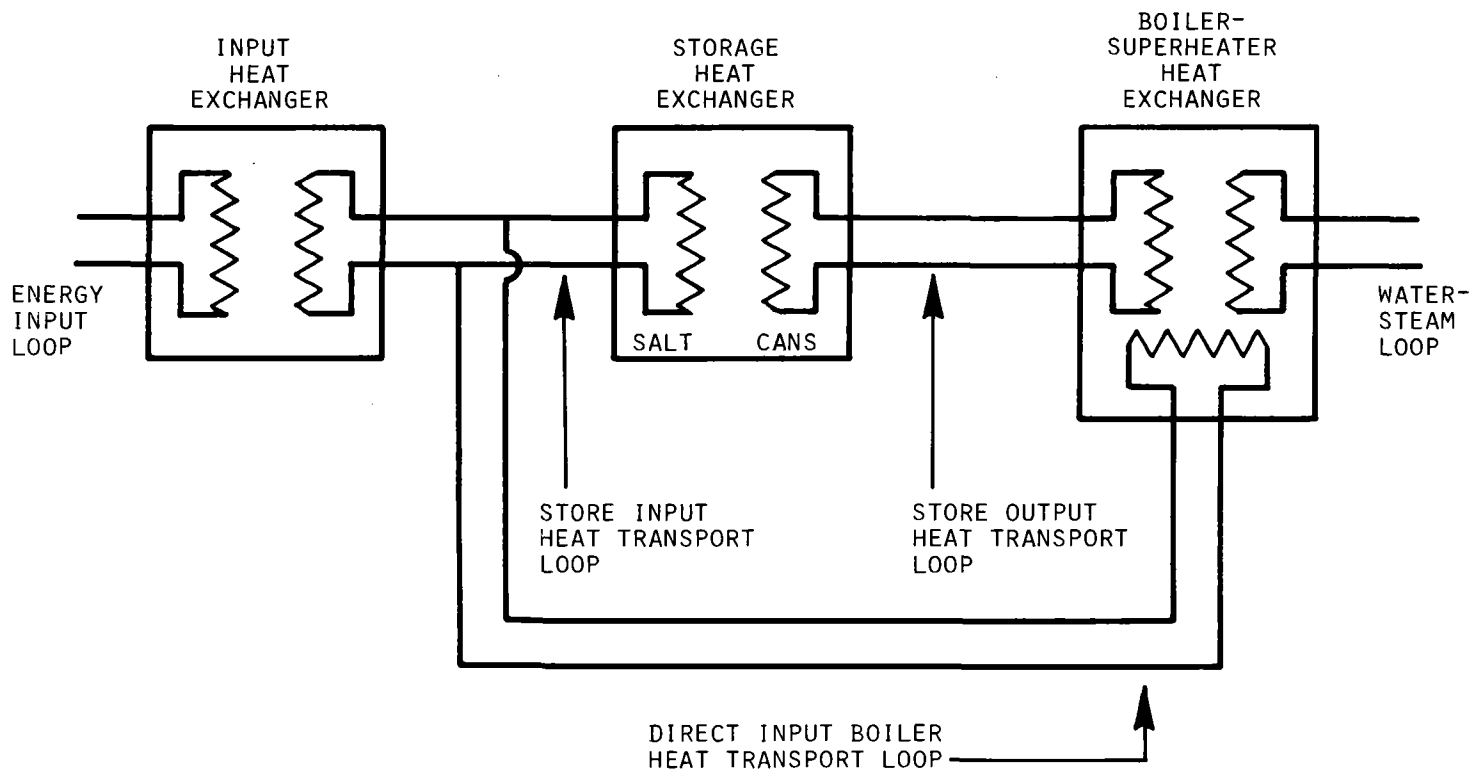 INPUT
HEAT
EXCHANGER
STORAGE
HEAT
EXCHANGER
BOILER-
SUPERHEATER
HEAT
EXCHANGER
ENERGY
INPUT
LOOP
SALT CANS
WATER-
STEAM
LOOP
STORE INPUT
HEAT TRANSPORT
LOOP
STORE OUTPUT
HEAT TRANSPORT
LOOP
DIRECT INPUT BOILER
HEAT TRANSPORT LOOP